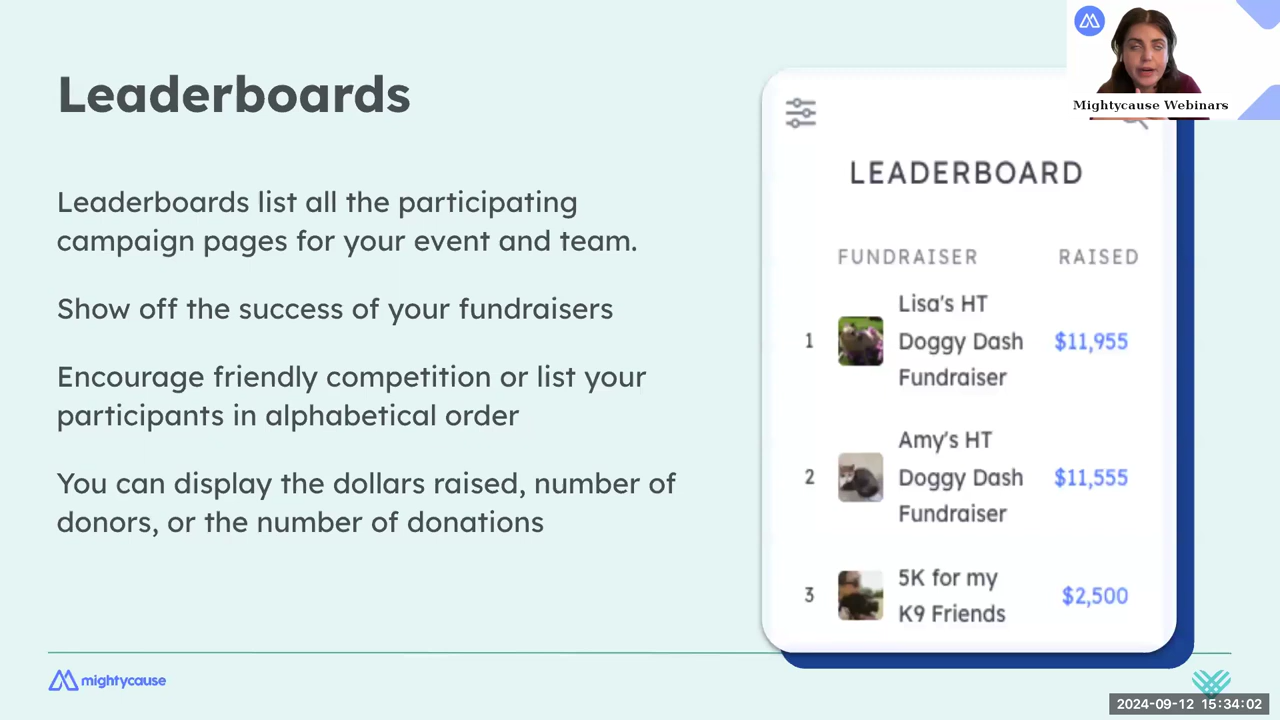 Leaderboards
Leaderboards list all the participating
campaign pages for your event and team.
Show off the success of your fundraisers
Encourage friendly competition or list your
participants in alphabetical order
You can display the dollars raised, number of
donors, or the number of donations
LEADERBOARD
FUNDRAISER RAISED
1 Lisa's HT
Doggy Dash
Fundraiser
$11,955
2 Amy's HT
Doggy Dash
Fundraiser
$11,555
3 5K for my
K9 Friends
$2,500
Mightycause Webinars
mightycause
2024-09-12 15:34:02